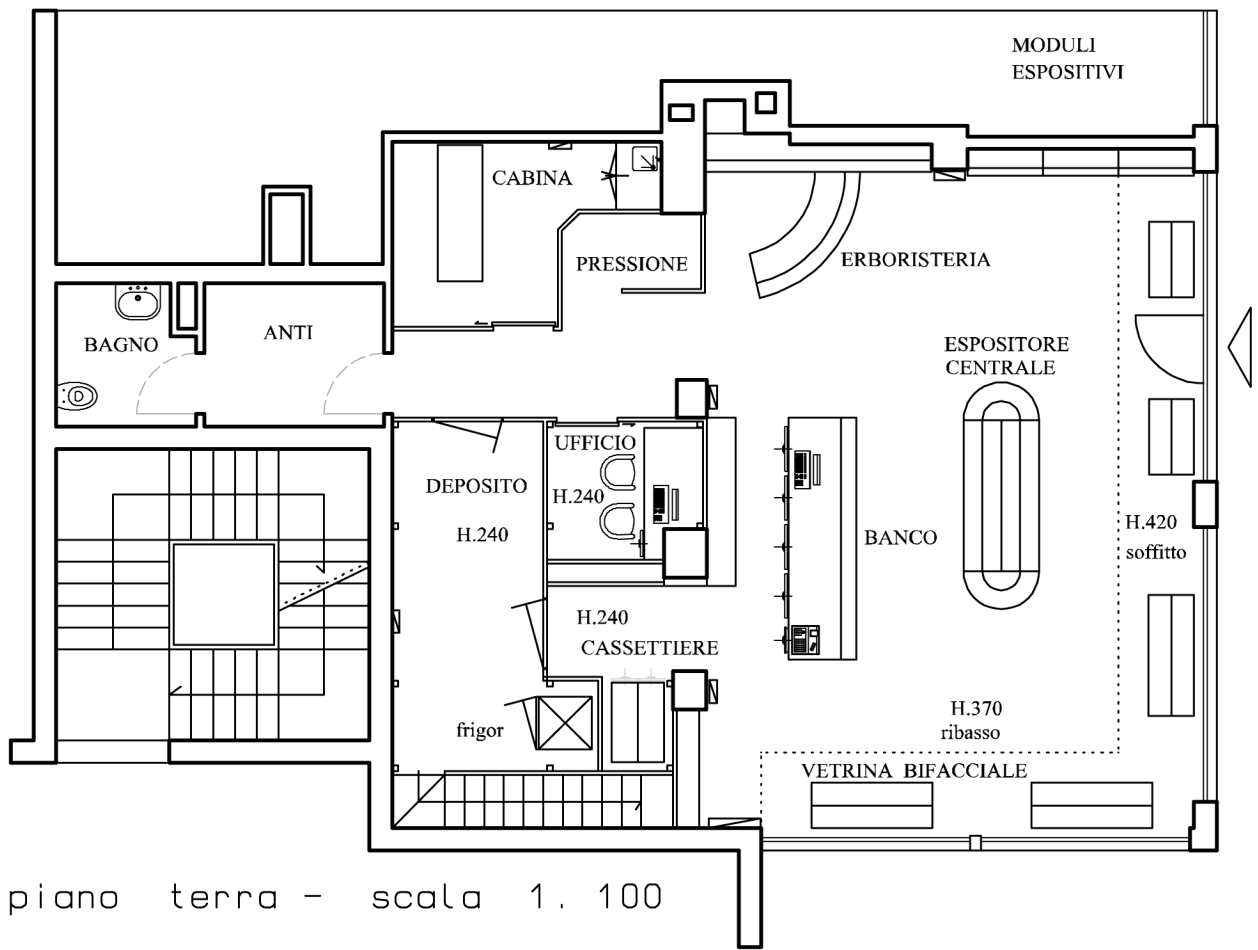 MODULI
ESPOSITIVI
CABINA
PRESSIONE
ERBORISTERIA
BAGNO
ANTI
ESPOSITORE
CENTRALE
UFFICIO
H.240
DEPOSITO
H.240
BANCO
H.420
soffitto
H.240
CASSETTIERE
frigor
H.370
ribasso
VETRINA BIFACCIALE
piano terra - scala 1. 100